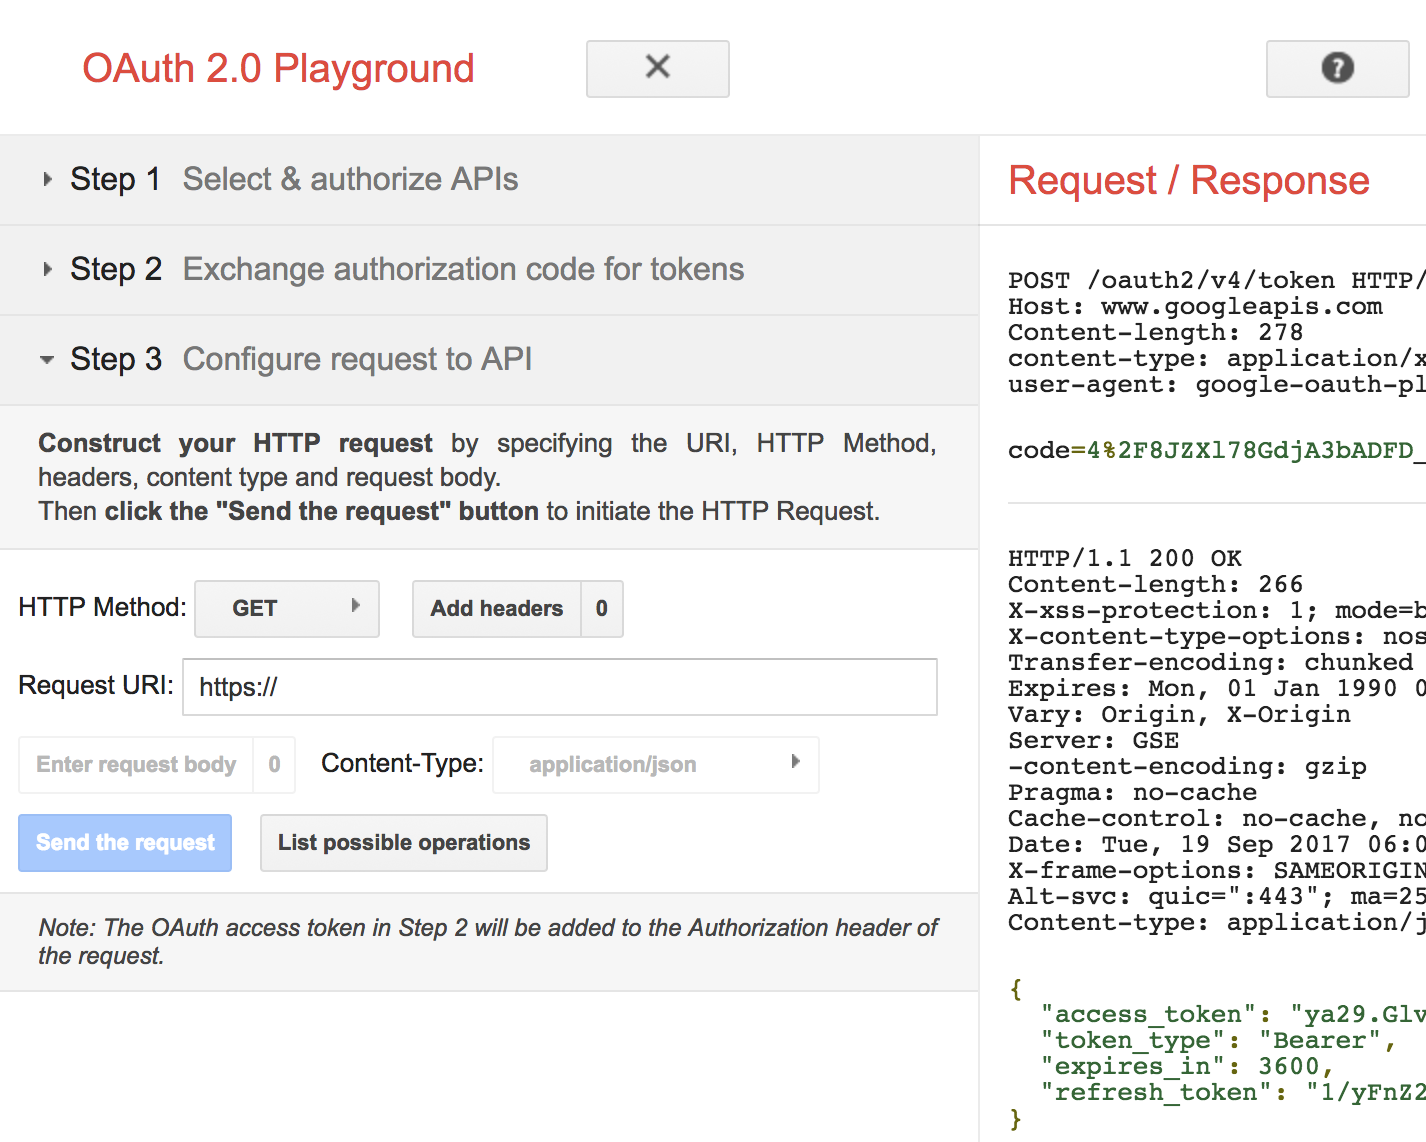 OAuth 2.0 Playground
Step 1 Select & authorize APIs
Step 2 Exchange authorization code for tokens
Step 3 Configure request to API
Construct your HTTP request by specifying the URI, HTTP Method,
headers, content type and request body.
Then click the "Send the request" button to initiate the HTTP Request.
HTTP Method: GET Add headers 0
Request URI: https://
Enter request body 0 Content-Type: application/json
Send the request List possible operations
Note: The OAuth access token in Step 2 will be added to the Authorization header of
the request.
Request / Response
POST /oauth2/v4/token HTTP/
Host: www.googleapis.com
Content-length: 278
content-type: application/x
user-agent: google-oauth-pl
code=4%2F8JZXl78GdjA3bADFD_
HTTP/1.1 200 OK
Content-length: 266
X-xss-protection: 1; mode=b
X-content-type-options: nos
Transfer-encoding: chunked
Expires: Mon, 01 Jan 1990 0
Vary: Origin, X-Origin
Server: GSE
-content-encoding: gzip
Pragma: no-cache
Cache-control: no-cache, no
Date: Tue, 19 Sep 2017 06:0
X-frame-options: SAMEORIGIN
Alt-svc: quic=":443"; ma=25
Content-type: application/j
{
"access_token": "ya29.Glv
"token_type": "Bearer",
"expires_in": 3600,
"refresh_token": "1/yFnZ2
}